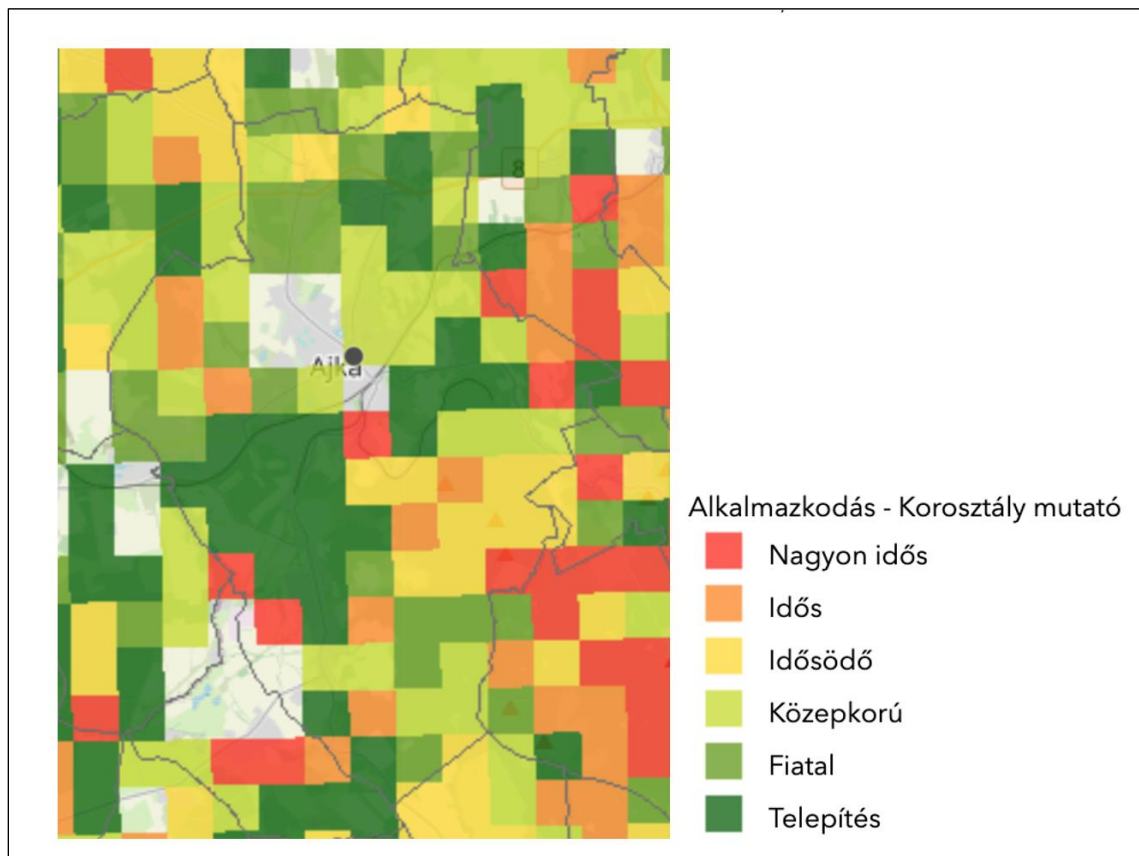 8
Ajka
Alkalmazkodás - Korosztály mutató
Nagyon idős
Idős
Idősödő
Középkorú
Fiatal
Telepítés